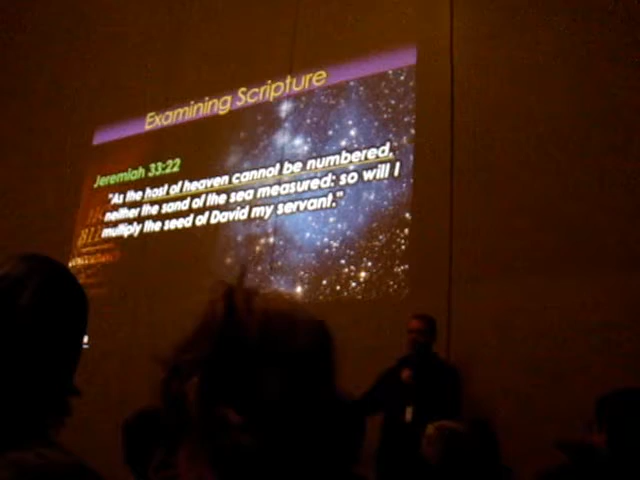 Examining Scripture
Jeremiah 33:22
"As the host of heaven cannot be numbered,
neither the sand of the sea measured: so will I
multiply the seed of David my servant."